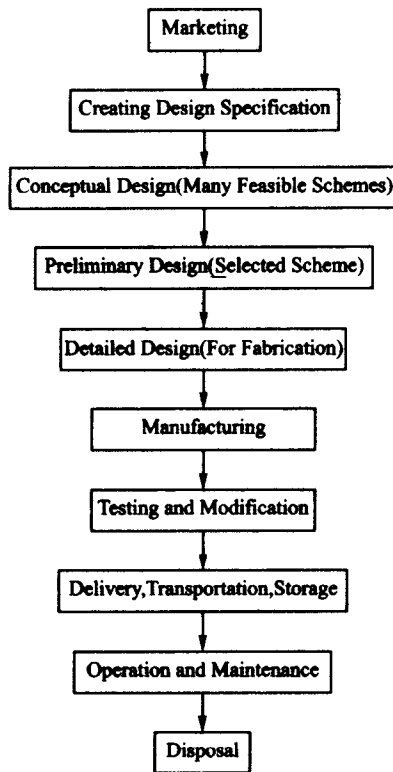 Marketing
Creating Design Specification
Conceptual Design(Many Feasible Schemes)
Preliminary Design(Selected Scheme)
Detailed Design(For Fabrication)
Manufacturing
Testing and Modification
Delivery,Transportation,Storage
Operation and Maintenance
Disposal